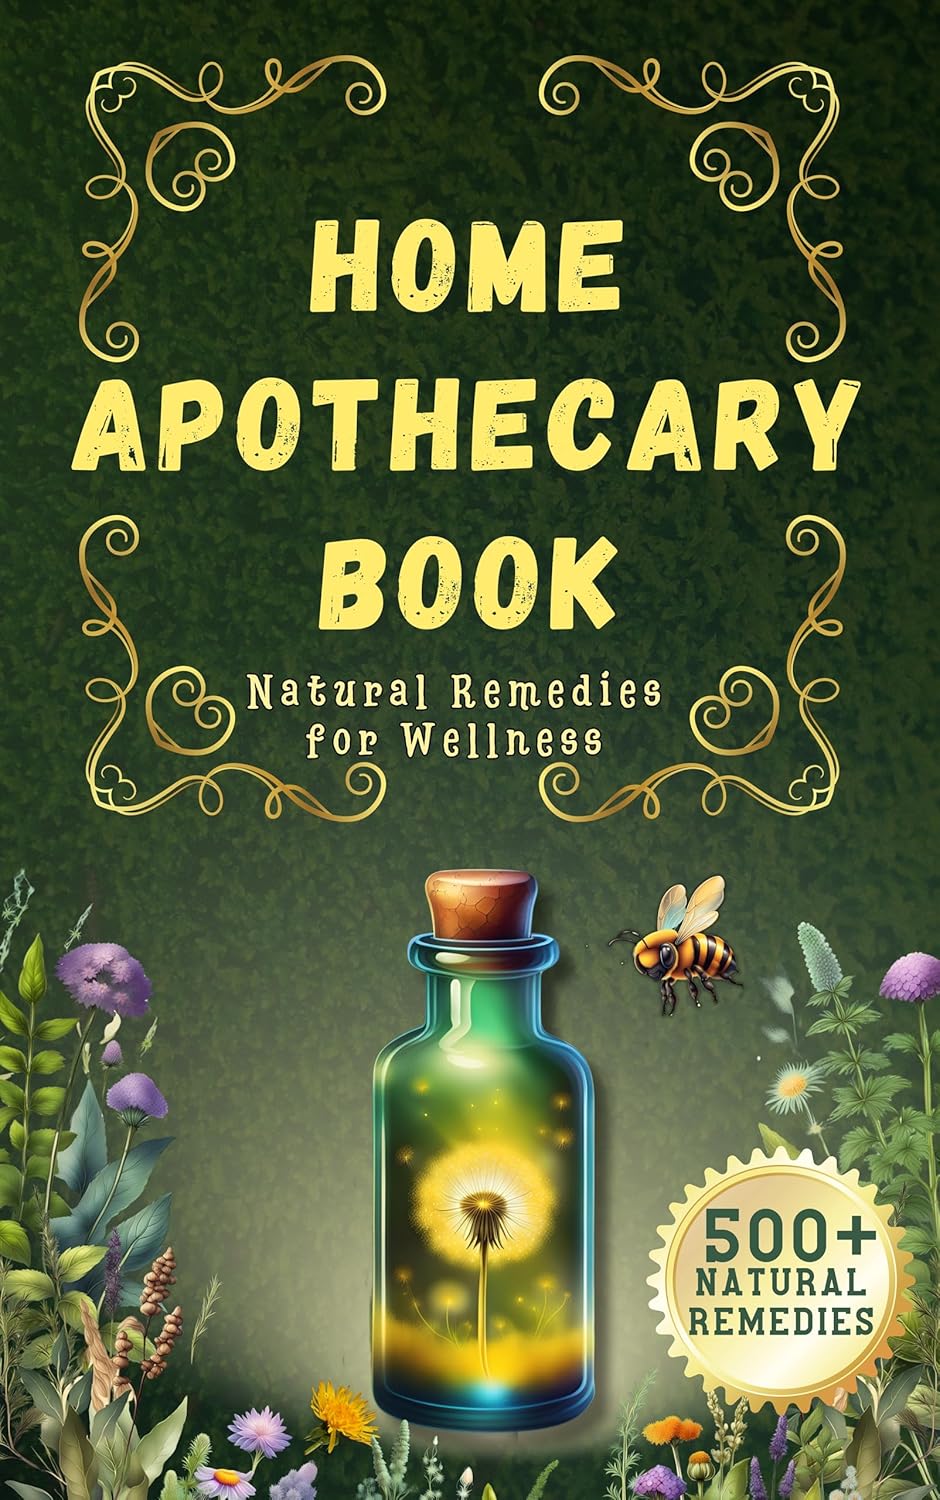 HOME
APOTHECARY
BOOK
Natural Remedies
for Wellness
500+
NATURAL
REMEDIES